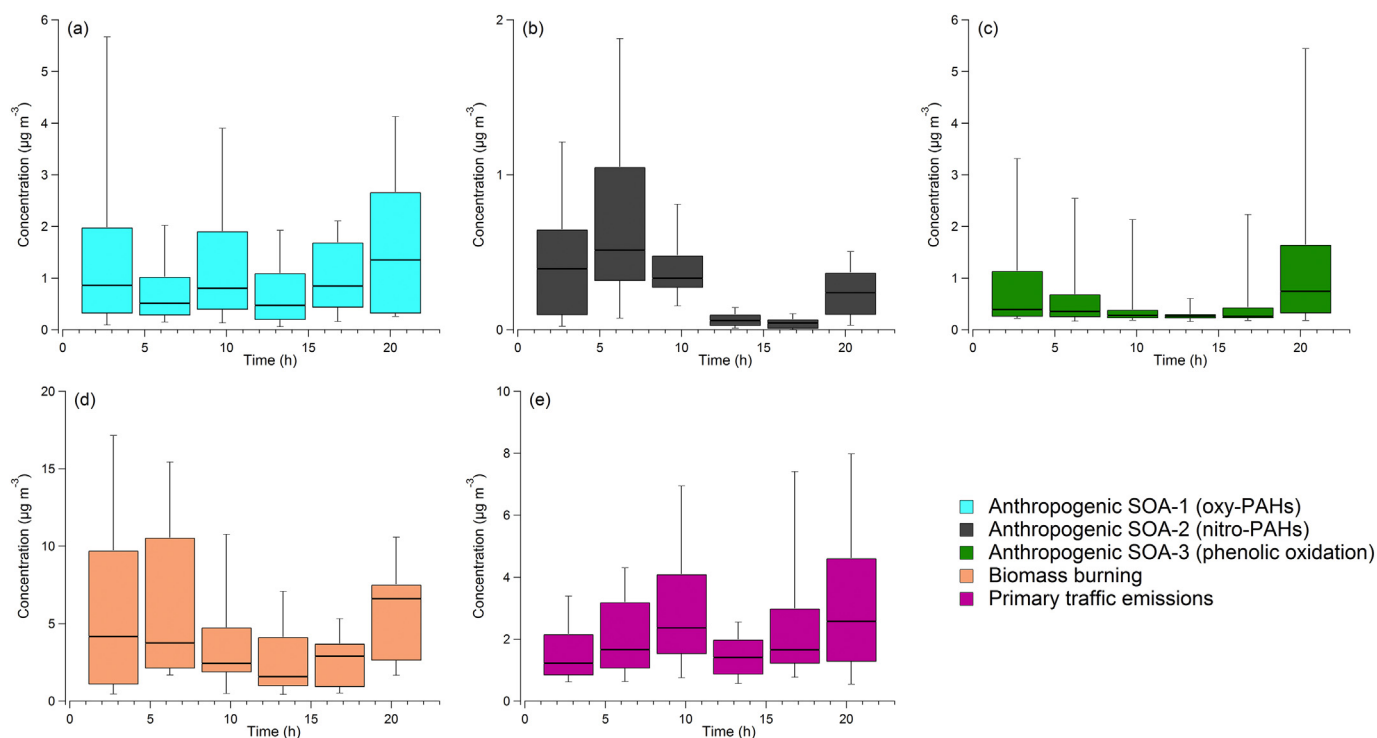 (a)
Concentration (µg m⁻³)
6
5
4
3
2
1
0
0 5 10 15 20
Time (h)
(b)
Concentration (µg m⁻³)
2
1
0
0 5 10 15 20
Time (h)
(c)
Concentration (µg m⁻³)
6
5
4
3
2
1
0
0 5 10 15 20
Time (h)
(d)
Concentration (µg m⁻³)
20
15
10
5
0
0 5 10 15 20
Time (h)
(e)
Concentration (µg m⁻³)
10
8
6
4
2
0
0 5 10 15 20
Time (h)
Anthropogenic SOA-1 (oxy-PAHs)
Anthropogenic SOA-2 (nitro-PAHs)
Anthropogenic SOA-3 (phenolic oxidation)
Biomass burning
Primary traffic emissions